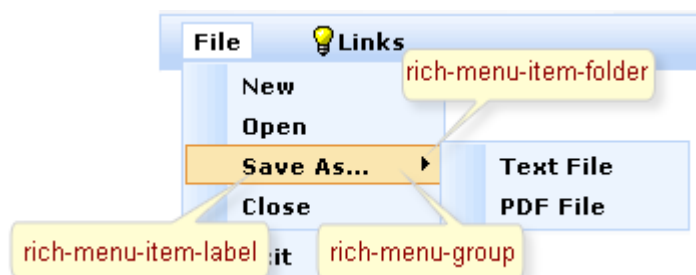 File Links
rich-menu-item-folder
New
Open
Save As... Text File
Close PDF File
rich-menu-item-label rich-menu-group
:it